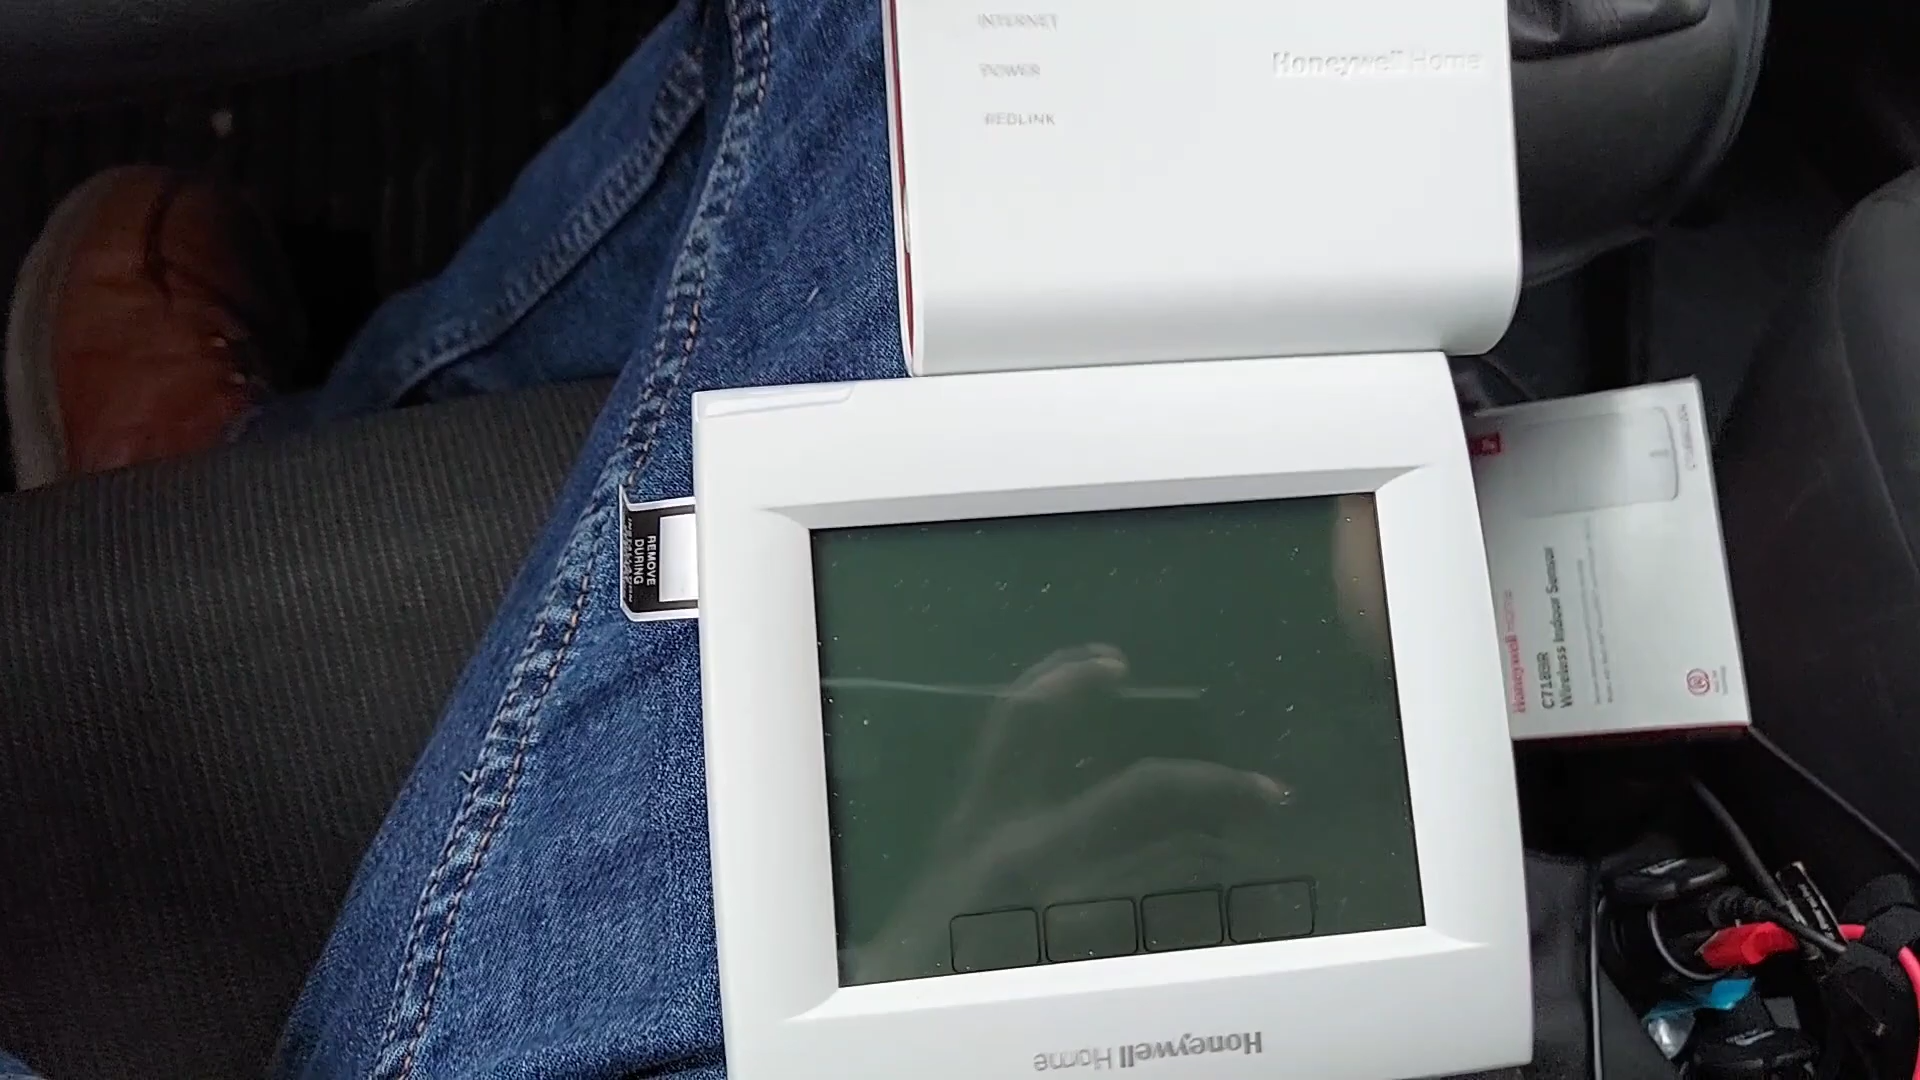 INTERNET
POWER
REDLINK
Honeywell Home
REMOVE
DURING
Honeywell Home
C7189R
Wireless Indoor Sensor
Honeywell Home